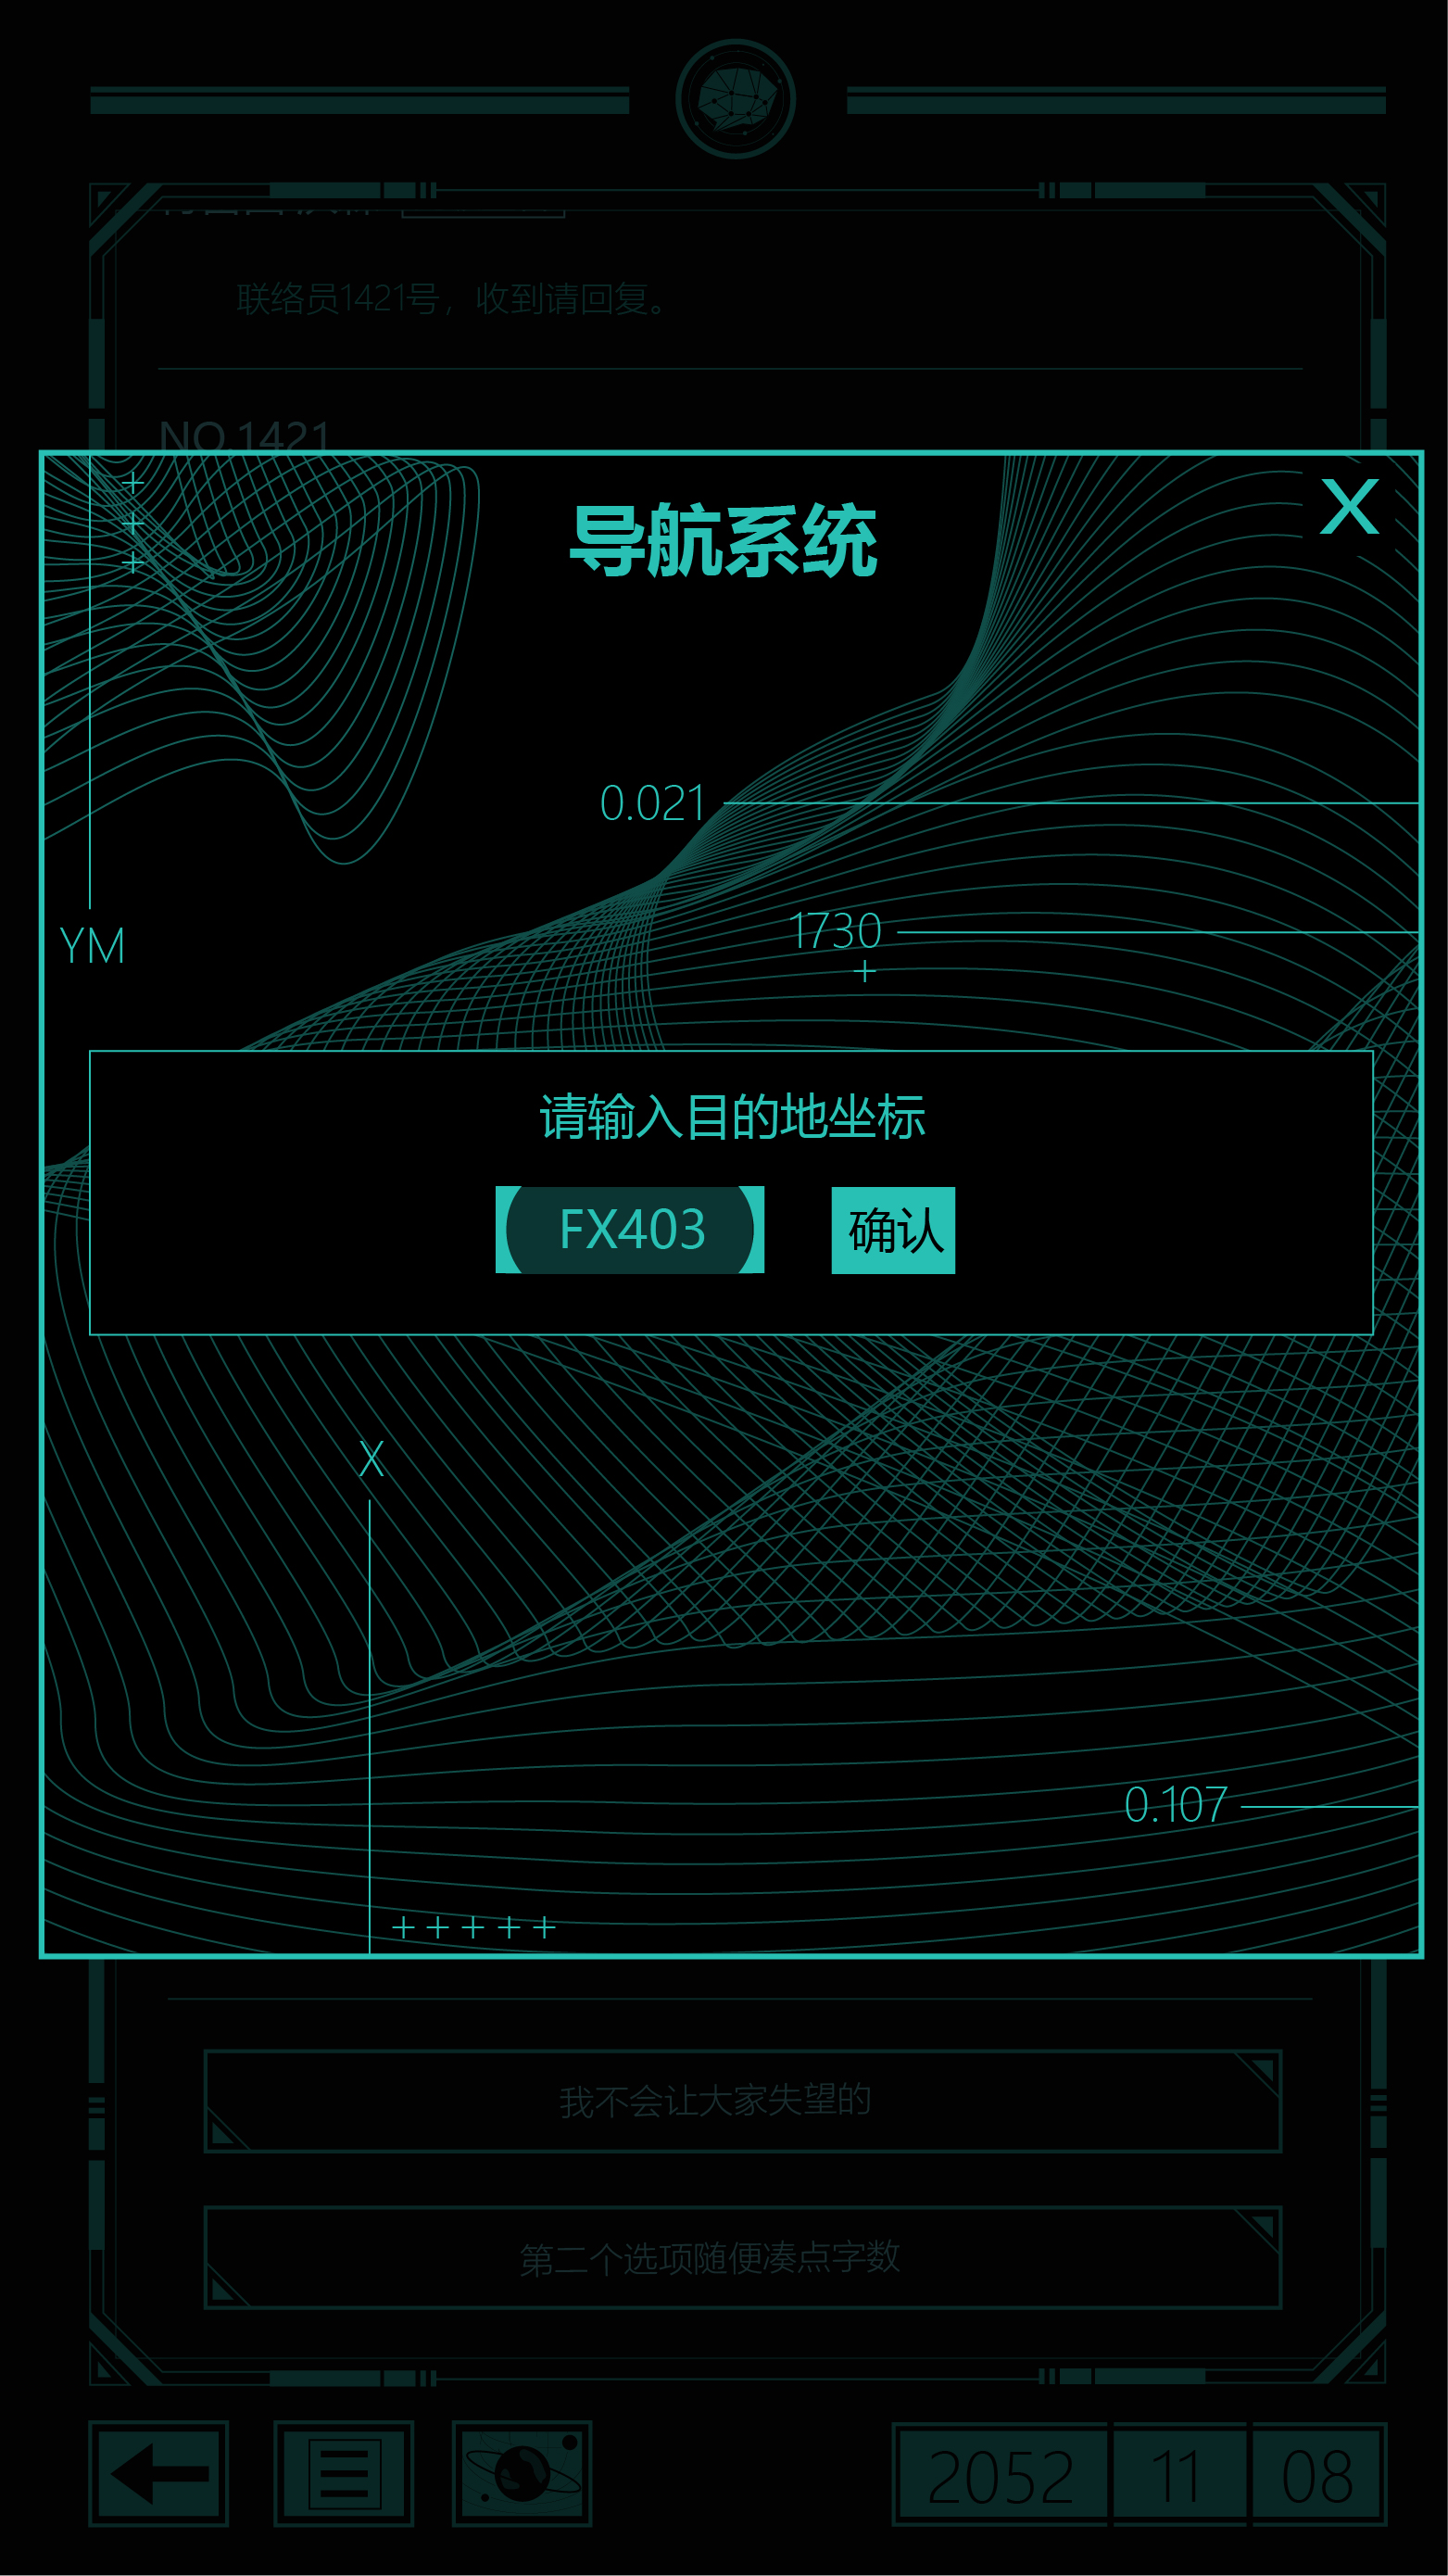 联络员1421号，收到请回复。
NO.1421
导航系统
X
0.021
1730
YM
请输入目的地坐标
FX403
确认
X
0.107
我不会让大家失望的
第二个选项随便凑点字数
2052 11 08